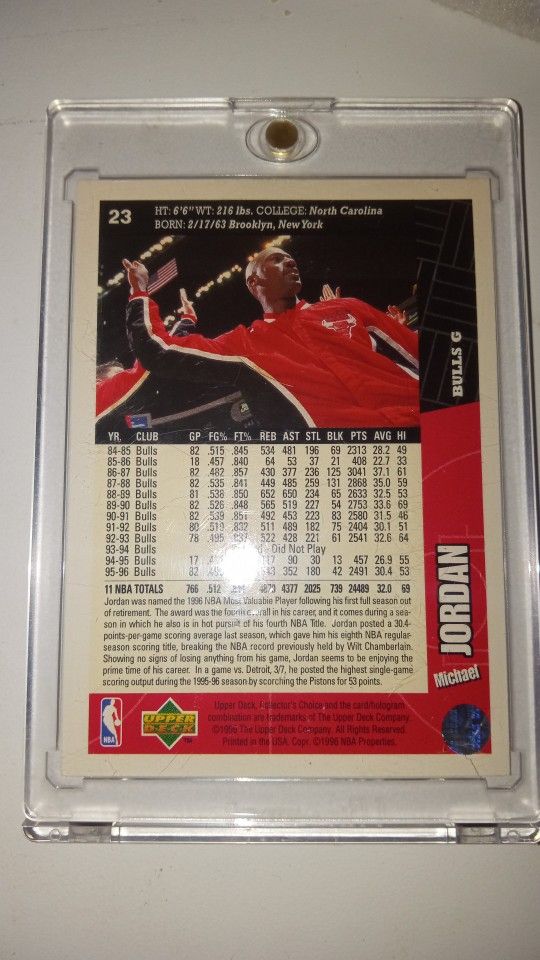 23
HT: 6'6" WT: 216 lbs. COLLEGE: North Carolina
BORN: 2/17/63 Brooklyn, New York
BULLS G
YR. CLUB GP FG% FT% REB AST STL BLK PTS AVG HI
84-85 Bulls 82 .515 .845 534 481 196 69 2313 28.2 49
85-86 Bulls 18 .457 .840 64 53 37 21 408 22.7 33
86-87 Bulls 82 .482 .857 430 377 236 125 3041 37.1 61
87-88 Bulls 82 .535 .841 449 485 259 131 2868 35.0 59
88-89 Bulls 81 .538 .850 652 650 234 65 2633 32.5 53
89-90 Bulls 82 .526 .848 565 519 227 54 2753 33.6 69
90-91 Bulls 82 .539 .851 492 453 223 83 2580 31.5 46
91-92 Bulls 80 .519 .832 511 489 182 75 2404 30.1 51
92-93 Bulls 78 .495 .837 522 428 221 61 2541 32.6 64
93-94 Bulls - Did Not Play
94-95 Bulls 17 90 30 13 457 26.9 55
95-96 Bulls 82 352 180 42 2491 30.4 53
11 NBA TOTALS 766 .512 4879 4377 2025 739 24489 32.0 69
Jordan was named the 1996 NBA Most Valuable Player following his first full season out
of retirement. The award was the fourth overall in his career, and it comes during a sea-
son in which he also is in hot pursuit of his fourth NBA Title. Jordan posted a 30.4-
points-per-game scoring average last season, which gave him his eighth NBA regular-
season scoring title, breaking the NBA record previously held by Wilt Chamberlain.
Showing no signs of losing anything from his game, Jordan seems to be enjoying the
prime time of his career. In a game vs. Detroit, 3/7, he posted the highest single-game
scoring output during the 1995-96 season by scorching the Pistons for 53 points.
Michael JORDAN
NBA
UPPER DECK
TM
Upper Deck, Collector's Choice and the card/hologram
combination are trademarks of The Upper Deck Company.
©1996 The Upper Deck Company. All Rights Reserved.
Printed in the USA. Copr. ©1996 NBA Properties.